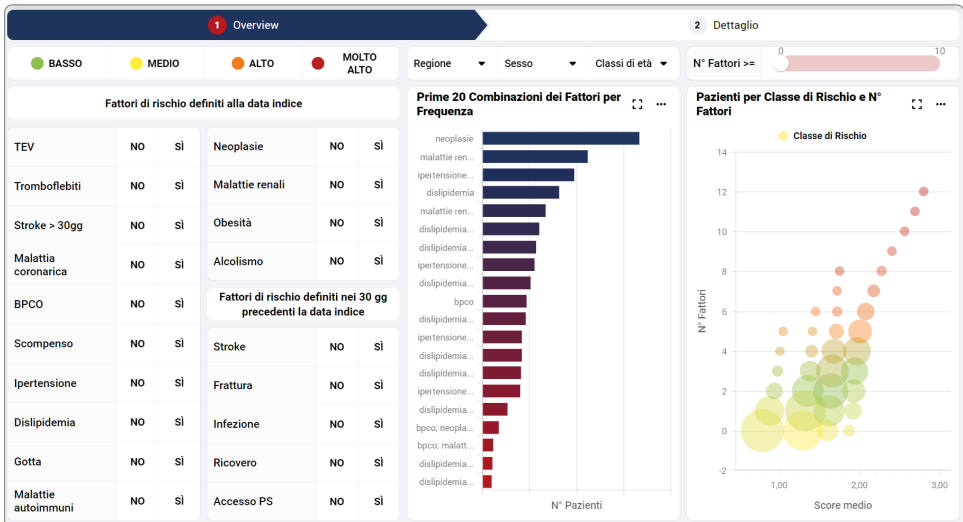 1 Overview
2 Dettaglio
BASSO
MEDIO
ALTO
MOLTO
ALTO
Regione
Sesso
Classi di età
N° Fattori >=
0
10
Fattori di rischio definiti alla data indice
TEV NO SÌ
Tromboflebiti NO SÌ
Stroke > 30gg NO SÌ
Malattia
coronarica NO SÌ
BPCO NO SÌ
Scompenso NO SÌ
Ipertensione NO SÌ
Dislipidemia NO SÌ
Gotta NO SÌ
Malattie
autoimmuni NO SÌ
Neoplasie NO SÌ
Malattie renali NO SÌ
Obesità NO SÌ
Alcolismo NO SÌ
Fattori di rischio definiti nei 30 gg
precedenti la data indice
Stroke NO SÌ
Frattura NO SÌ
Infezione NO SÌ
Ricovero NO SÌ
Accesso PS NO SÌ
Prime 20 Combinazioni dei Fattori per
Frequenza
neoplasie
malattie ren...
ipertensione...
dislipidemia
malattie ren...
dislipidemia...
dislipidemia...
ipertensione...
dislipidemia...
bpco
dislipidemia...
ipertensione...
dislipidemia...
dislipidemia...
ipertensione...
dislipidemia...
bpco; neopla...
bpco; malatt...
dislipidemia...
dislipidemia...
N° Pazienti
Pazienti per Classe di Rischio e N°
Fattori
Classe di Rischio
14
12
10
8
6
4
2
0
-2
N° Fattori
1,00
2,00
3,00
Score medio